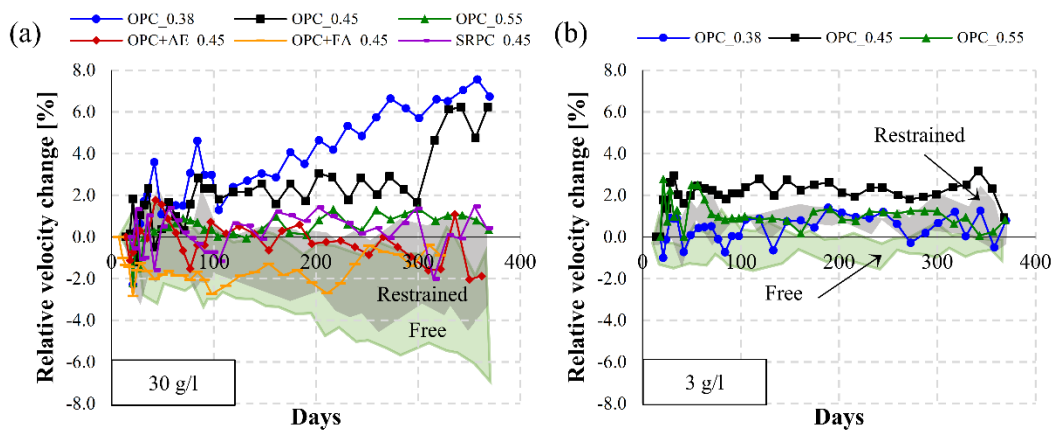 (a)
OPC_0.38 OPC_0.45 OPC_0.55
OPC+AE_0.45 OPC+FA_0.45 SRPC_0.45
Relative velocity change [%]
8.0
6.0
4.0
2.0
0.0
-2.0
-4.0
-6.0
-8.0
0 100 200 300 400
Restrained
Free
30 g/l
Days
(b)
OPC_0.38 OPC_0.45 OPC_0.55
Relative velocity change [%]
8.0
6.0
4.0
2.0
0.0
-2.0
-4.0
-6.0
-8.0
0 100 200 300 400
Restrained
Free
3 g/l
Days